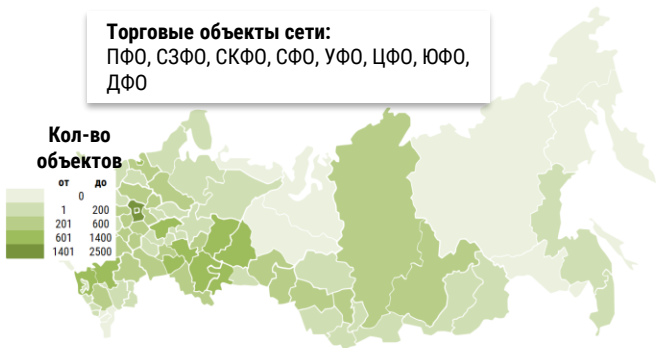 Торговые объекты сети:
ПФО, СЗФО, СКФО, СФО, УФО, ЦФО, ЮФО,
ДФО
Кол-во
объектов
от до
0
1 200
201 600
601 1400
1401 2500